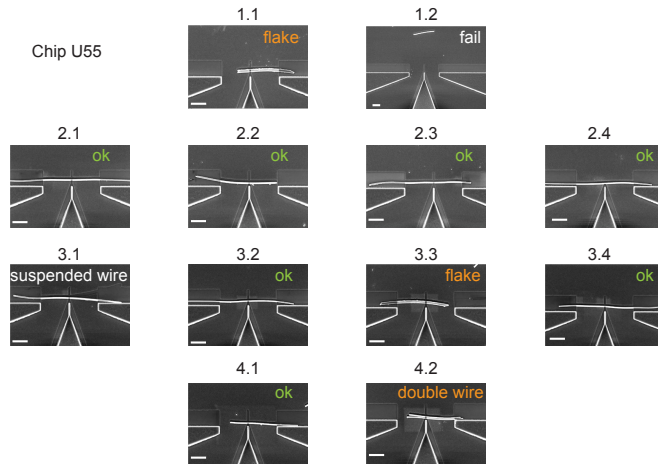 1.1
1.2
Chip U55
flake
fail
2.1
2.2
2.3
2.4
ok
ok
ok
ok
3.1
3.2
3.3
3.4
suspended wire
ok
flake
ok
4.1
4.2
ok
double wire